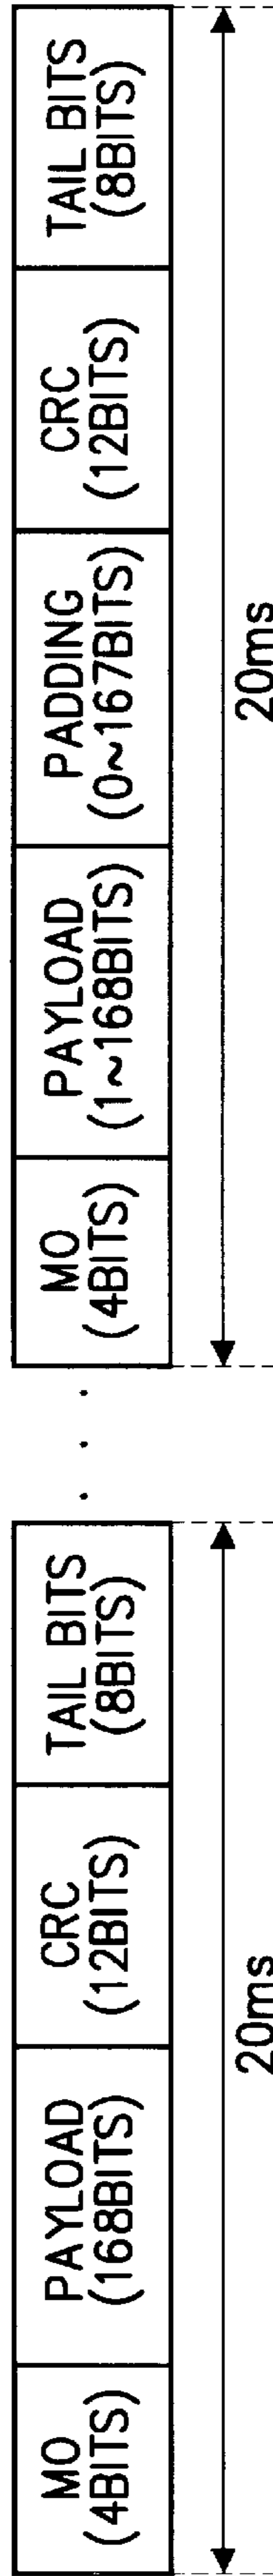 MO
(4BITS)
PAYLOAD
(168BITS)
CRC
(12BITS)
TAIL BITS
(8BITS)
20ms
. . .
MO
(4BITS)
PAYLOAD
(1~168BITS)
PADDING
(0~167BITS)
CRC
(12BITS)
TAIL BITS
(8BITS)
20ms